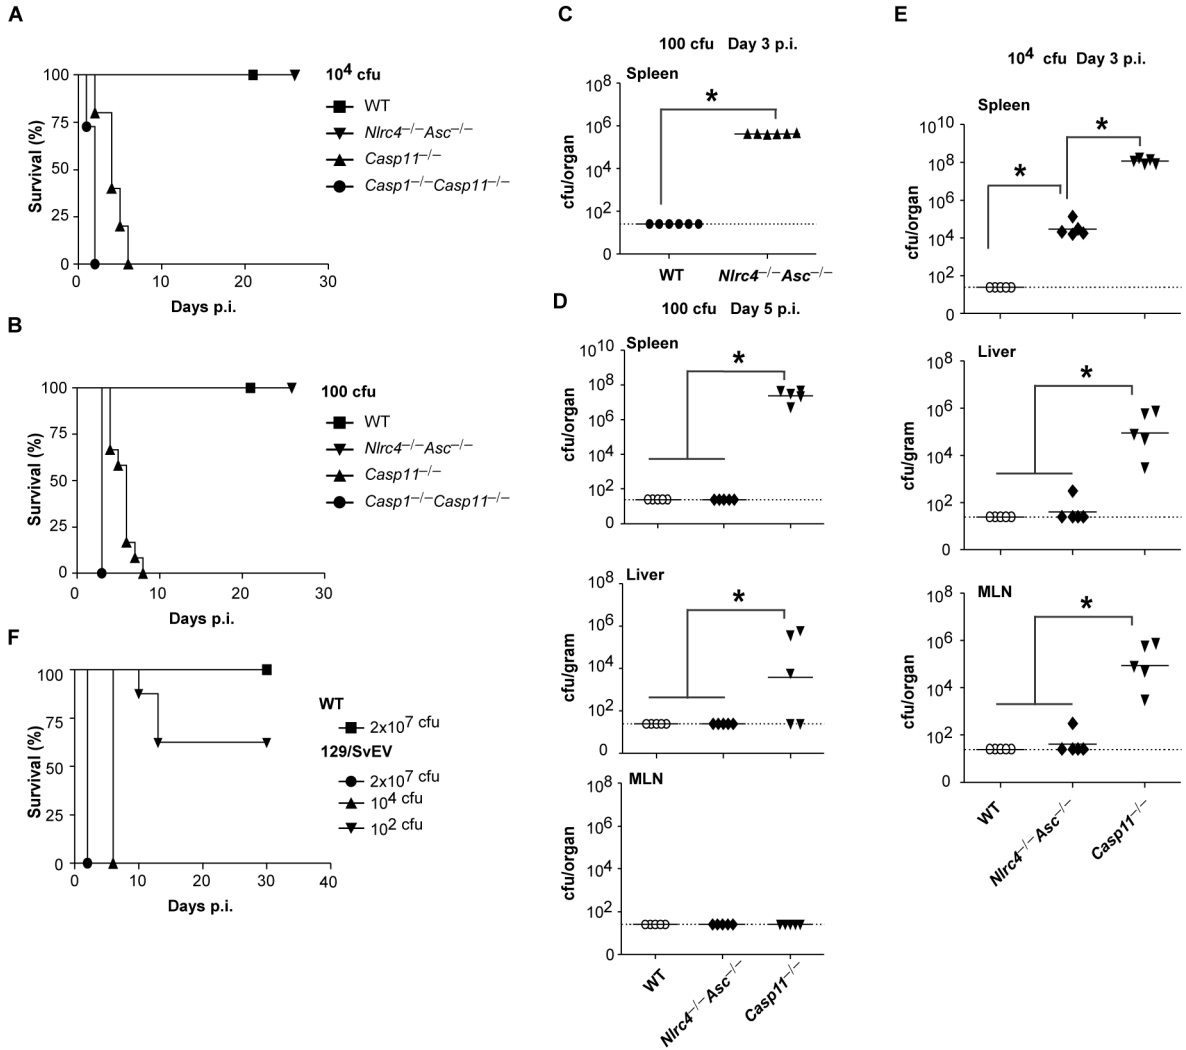 A
10⁴ cfu
WT
Nlrc4–/–Asc–/–
Casp11–/–
Casp1–/–Casp11–/–
Survival (%)
100
75
50
25
0
0 10 20 30
Days p.i.
B
100 cfu
WT
Nlrc4–/–Asc–/–
Casp11–/–
Casp1–/–Casp11–/–
Survival (%)
100
75
50
25
0
0 10 20 30
Days p.i.
F
WT
2x10⁷ cfu
129/SvEV
2x10⁷ cfu
10⁴ cfu
10² cfu
Survival (%)
100
75
50
25
0
0 10 20 30 40
Days p.i.
C
100 cfu Day 3 p.i.
Spleen
cfu/organ
10⁸
10⁶
10⁴
10²
0
*
WT Nlrc4–/–Asc–/–
D
100 cfu Day 5 p.i.
Spleen
cfu/organ
10¹⁰
10⁸
10⁶
10⁴
10²
0
*
Liver
cfu/gram
10⁸
10⁶
10⁴
10²
0
*
MLN
cfu/organ
10⁸
10⁶
10⁴
10²
0
WT Nlrc4–/–Asc–/– Casp11–/–
E
10⁴ cfu Day 3 p.i.
Spleen
cfu/organ
10¹⁰
10⁸
10⁶
10⁴
10²
0
* *
Liver
cfu/gram
10⁸
10⁶
10⁴
10²
0
*
MLN
cfu/organ
10⁸
10⁶
10⁴
10²
0
*
WT Nlrc4–/–Asc–/– Casp11–/–